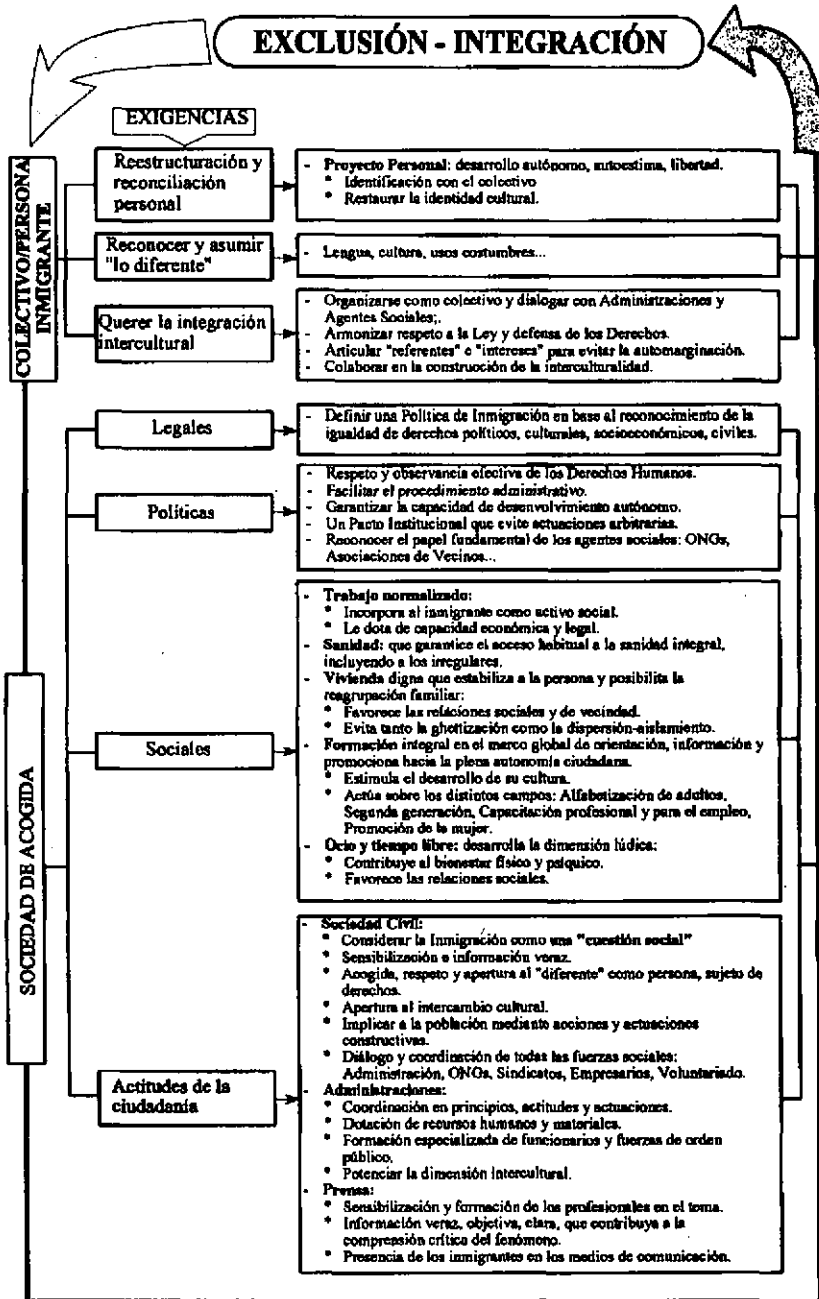 EXCLUSIÓN - INTEGRACIÓN
EXIGENCIAS
COLECTIVO/PERSONA
INMIGRANTE
Reestructuración y
reconciliación
personal
- Proyecto Personal: desarrollo autónomo, autoestima, libertad.
* Identificación con el colectivo
* Restaurar la identidad cultural.
Reconocer y asumir
"lo diferente"
- Lengua, cultura, usos costumbres...
Querer la integración
intercultural
- Organizarse como colectivo y dialogar con Administraciones y
Agentes Sociales;.
- Armonizar respeto a la Ley y defensa de los Derechos.
- Articular "referentes" e "intereses" para evitar la automarginación.
- Colaborar en la construcción de la interculturalidad.
SOCIEDAD DE ACOGIDA
Legales
- Definir una Política de Inmigración en base al reconocimiento de la
igualdad de derechos políticos, culturales, socioeconómicos, civiles.
Políticas
- Respeto y observancia efectiva de los Derechos Humanos.
- Facilitar el procedimiento administrativo.
- Garantizar la capacidad de desenvolvimiento autónomo.
- Un Pacto Institucional que evite actuaciones arbitrarias.
- Reconocer el papel fundamental de los agentes sociales: ONGs,
Asociaciones de Vecinos...
Sociales
- Trabajo normalizado:
* Incorpora al inmigrante como activo social.
* Le dota de capacidad económica y legal.
- Sanidad: que garantice el acceso habitual a la sanidad integral,
incluyendo a los irregulares.
- Vivienda digna que estabiliza a la persona y posibilita la
reagrupación familiar:
* Favorece las relaciones sociales y de vecindad.
* Evita tanto la ghettización como la dispersión-aislamiento.
- Formación integral en el marco global de orientación, información y
promociona hacia la plena autonomía ciudadana.
* Estimula el desarrollo de su cultura.
* Actúa sobre los distintos campos: Alfabetización de adultos,
Segunda generación, Capacitación profesional y para el empleo,
Promoción de la mujer.
- Ocio y tiempo libre: desarrolla la dimensión lúdica:
* Contribuye al bienestar físico y psíquico.
* Favorece las relaciones sociales.
Actitudes de la
ciudadanía
- Sociedad Civil:
* Considerar la Inmigración como una "cuestión social"
* Sensibilización e información veraz.
* Acogida, respeto y apertura al "diferente" como persona, sujeto de
derechos.
* Apertura al intercambio cultural.
* Implicar a la población mediante acciones y actuaciones
constructivas.
* Diálogo y coordinación de todas las fuerzas sociales:
Administración, ONGs, Sindicatos, Empresarios, Voluntariado.
- Administraciones:
* Coordinación en principios, actitudes y actuaciones.
* Dotación de recursos humanos y materiales.
* Formación especializada de funcionarios y fuerzas de orden
público.
* Potenciar la dimensión intercultural.
- Prensa:
* Sensibilización y formación de los profesionales en el tema.
* Información veraz, objetiva, clara, que contribuya a la
comprensión crítica del fenómeno.
* Presencia de los inmigrantes en los medios de comunicación.